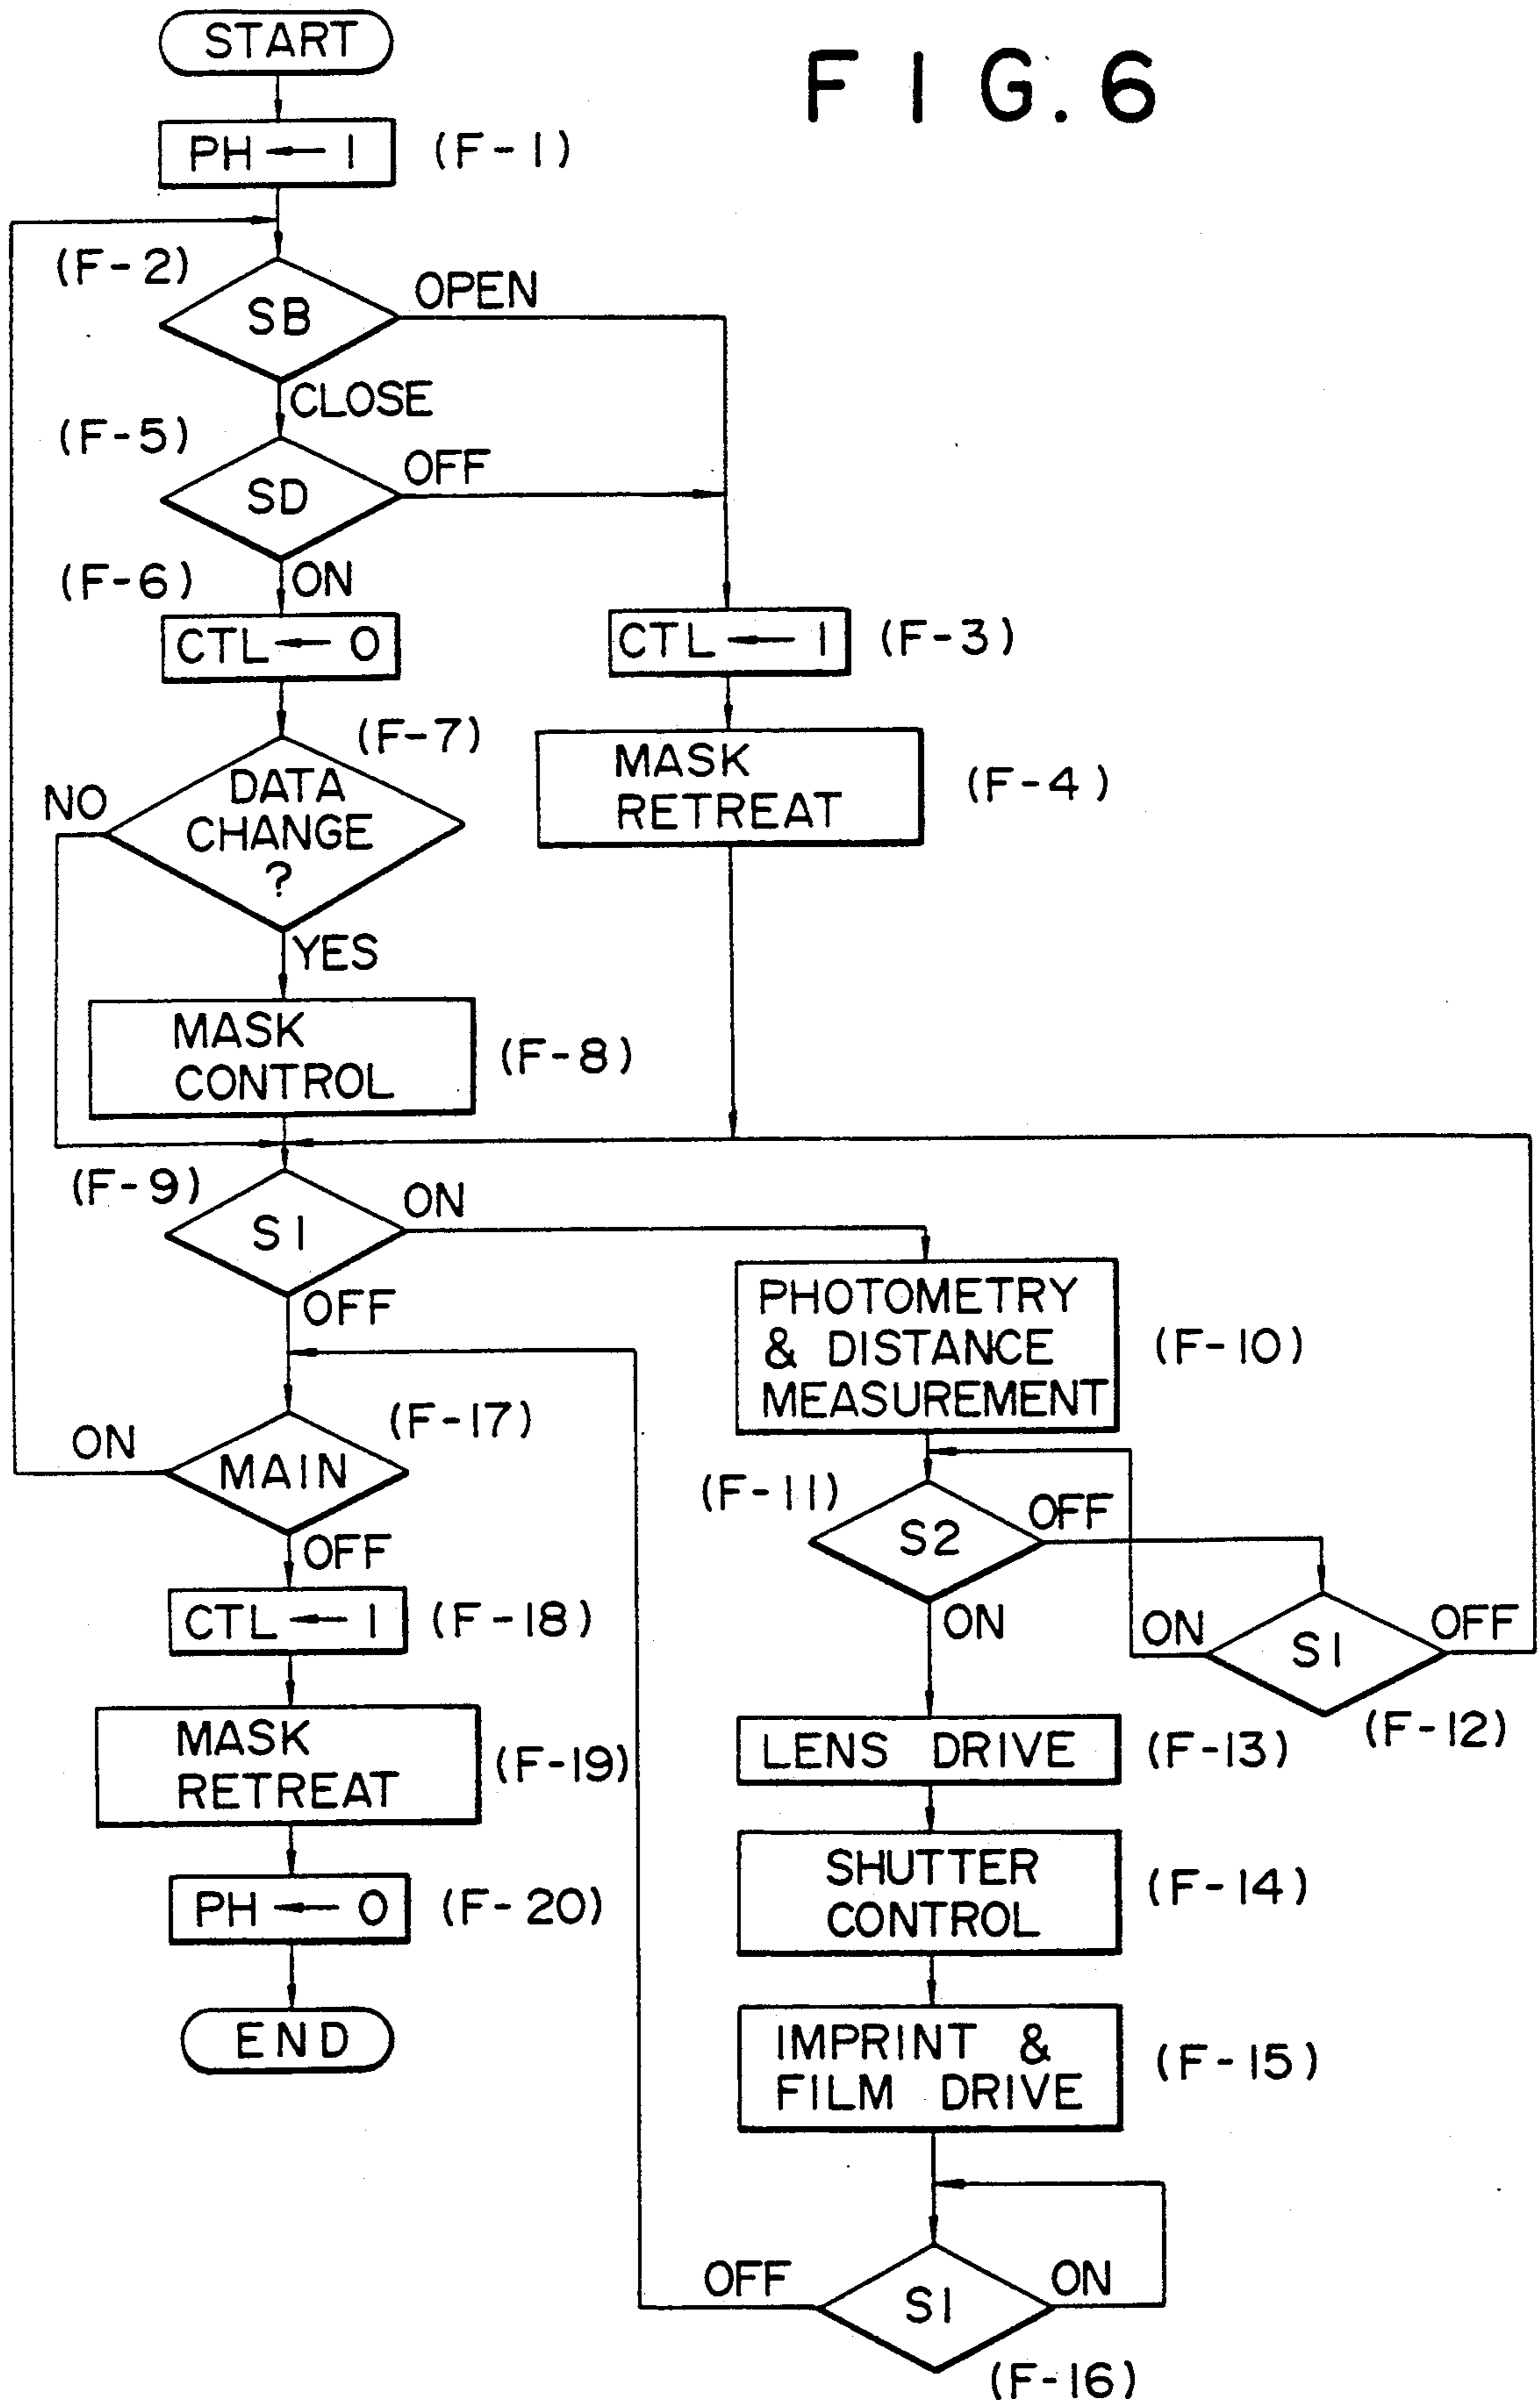 FIG. 6
START
PH ← 1 (F-1)
(F-2)
SB
OPEN
CLOSE
(F-5)
SD
OFF
(F-6)
ON
CTL ← 0
CTL ← 1 (F-3)
(F-7)
DATA
CHANGE
?
NO
YES
MASK
RETREAT
(F-4)
MASK
CONTROL
(F-8)
(F-9)
S1
ON
OFF
PHOTOMETRY
& DISTANCE
MEASUREMENT
(F-10)
(F-17)
MAIN
ON
OFF
(F-11)
S2
OFF
ON
S1
ON
OFF
(F-12)
CTL ← 1 (F-18)
MASK
RETREAT
(F-19)
LENS DRIVE (F-13)
SHUTTER
CONTROL
(F-14)
PH ← 0 (F-20)
END
IMPRINT &
FILM DRIVE
(F-15)
S1
OFF
ON
(F-16)